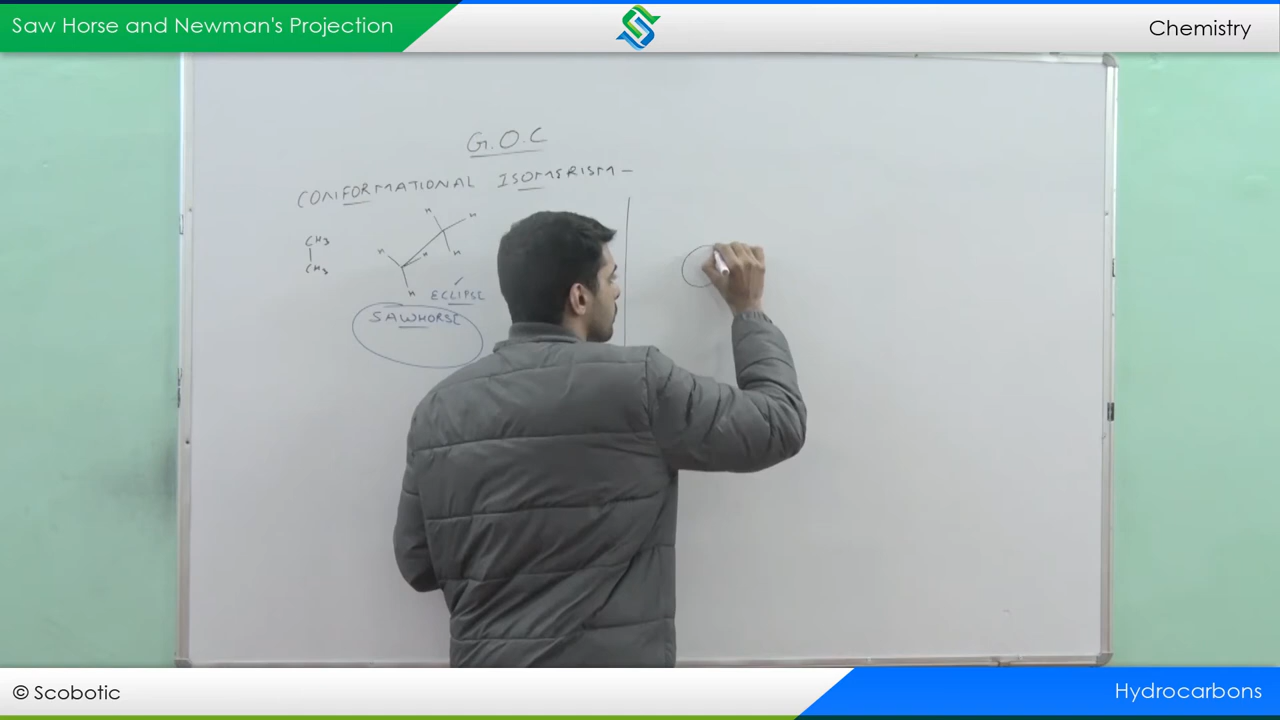 Saw Horse and Newman's Projection
Chemistry
G.O.C
CONFORMATIONAL ISOMERISM -
CH3
CH3
H
H
H
H
H
H
ECLIPSE
SAWHORSE
© Scobotic
Hydrocarbons